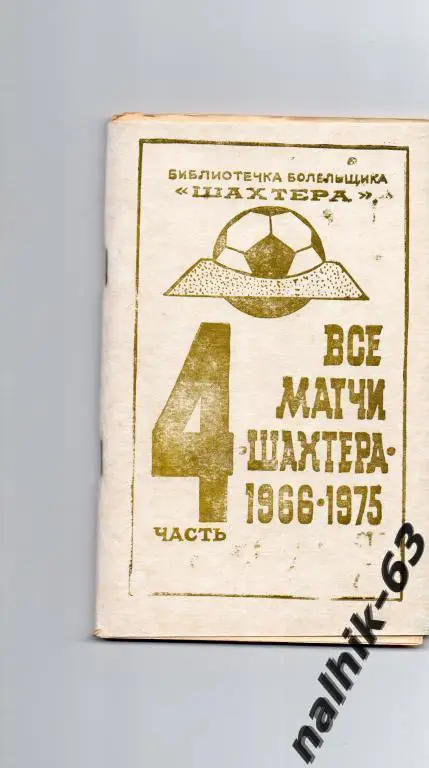 БИБЛИОТЕЧКА БОЛЕЛЬЩИКА
«ШАХТЕРА»
4
ЧАСТЬ
ВСЕ
МАТЧИ
«ШАХТЕРА»
1966-1975
nalhik-63